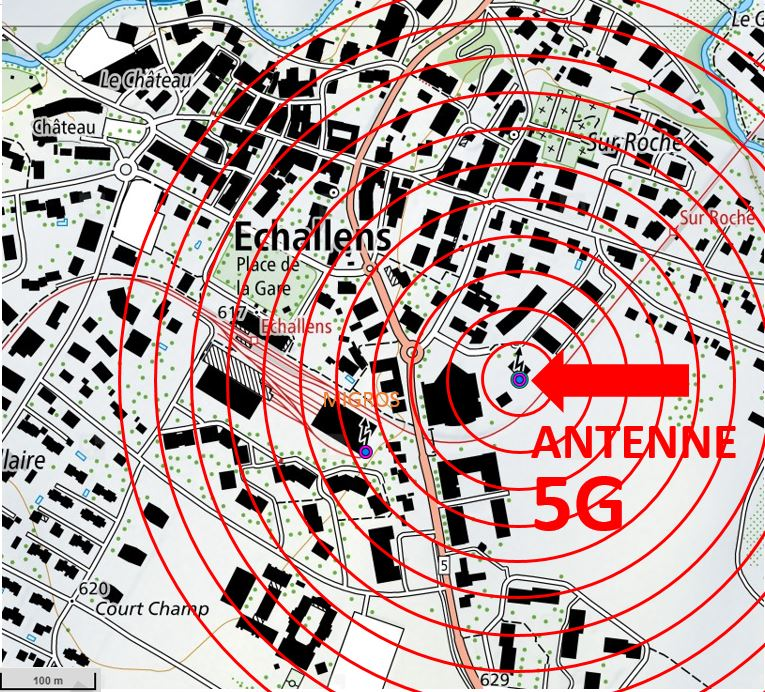 Le Château
Château
Sur Roche
Sur Roche
Echallens
Place de
la Gare
617
Echallens
MIGROS
ANTENNE
5G
laire
5
620
Court Champ
629
100 m